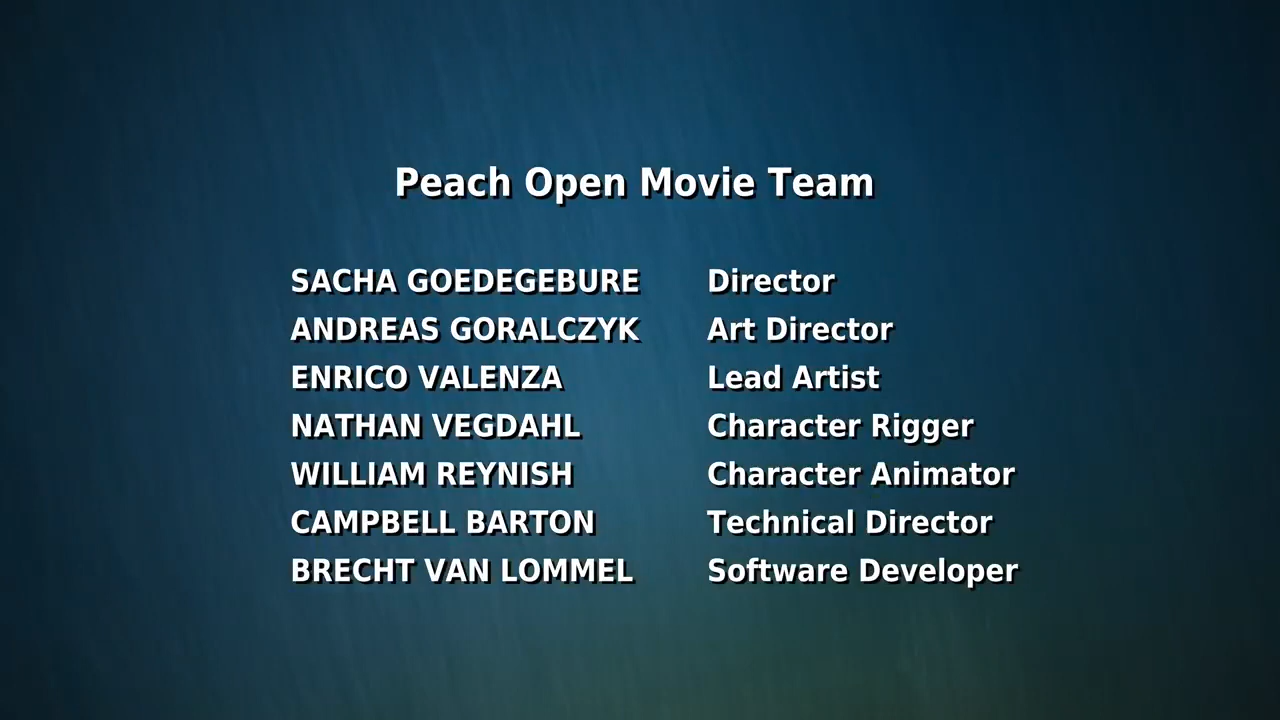 Peach Open Movie Team
SACHA GOEDEGEBURE Director
ANDREAS GORALCZYK Art Director
ENRICO VALENZA Lead Artist
NATHAN VEGDAHL Character Rigger
WILLIAM REYNISH Character Animator
CAMPBELL BARTON Technical Director
BRECHT VAN LOMMEL Software Developer